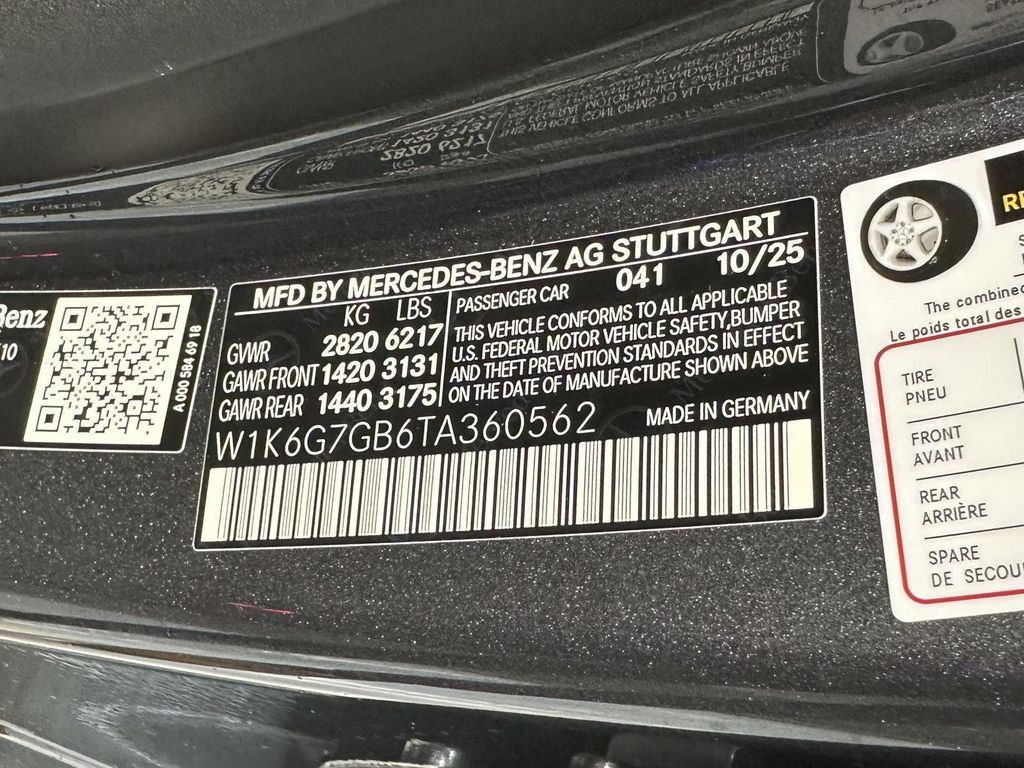 Benz
A 000 584 69 18
MFD BY MERCEDES-BENZ AG STUTTGART
KG LBS
PASSENGER CAR 041 10/25
GWWR 2820 6217
GAWR FRONT 1420 3131
GAWR REAR 1440 3175
THIS VEHICLE CONFORMS TO ALL APPLICABLE
U.S. FEDERAL MOTOR VEHICLE SAFETY,BUMPER
AND THEFT PREVENTION STANDARDS IN EFFECT
ON THE DATE OF MANUFACTURE SHOWN ABOVE
W1K6G7GB6TA360562
MADE IN GERMANY
The combined
Le poids total des
TIRE
PNEU
FRONT
AVANT
REAR
ARRIÈRE
SPARE
DE SECOU